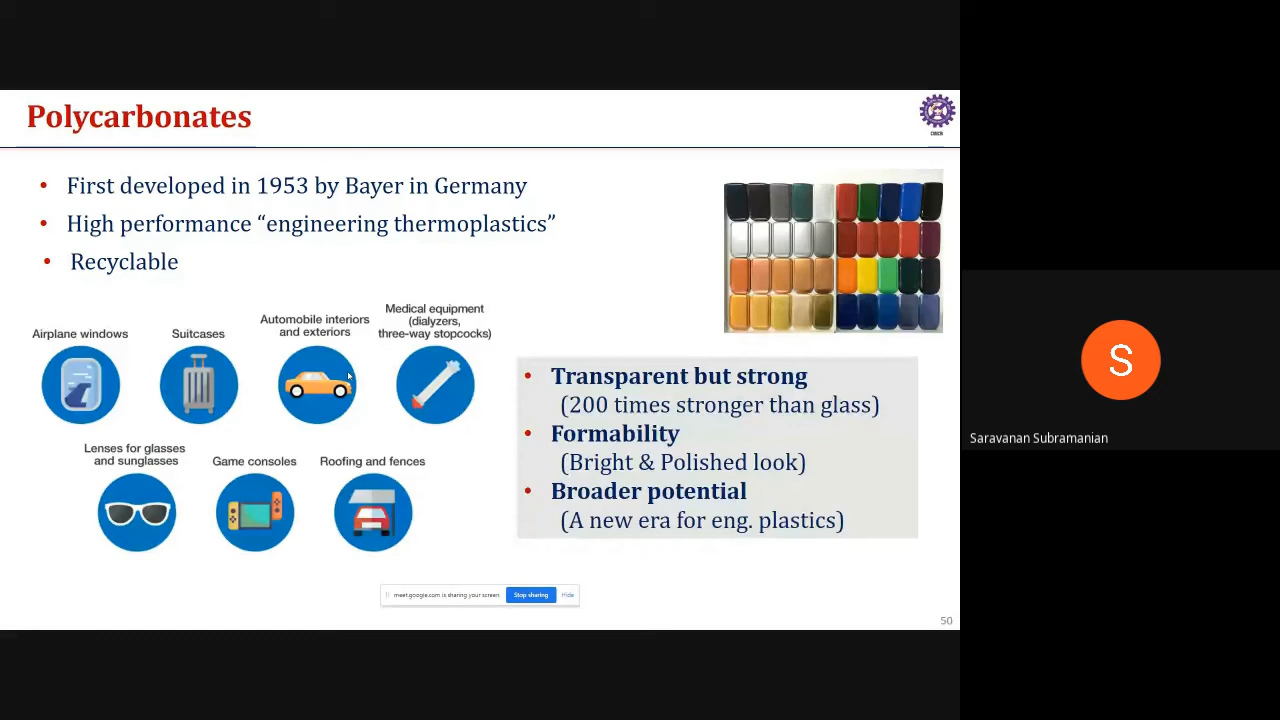 Polycarbonates
• First developed in 1953 by Bayer in Germany
• High performance “engineering thermoplastics”
• Recyclable
Airplane windows
Suitcases
Automobile interiors
and exteriors
Medical equipment
(dialyzers,
three-way stopcocks)
Lenses for glasses
and sunglasses
Game consoles
Roofing and fences
• Transparent but strong
(200 times stronger than glass)
• Formability
(Bright & Polished look)
• Broader potential
(A new era for eng. plastics)
meet.google.com is sharing your screen.
Stop sharing
Hide
50
S
Saravanan Subramanian